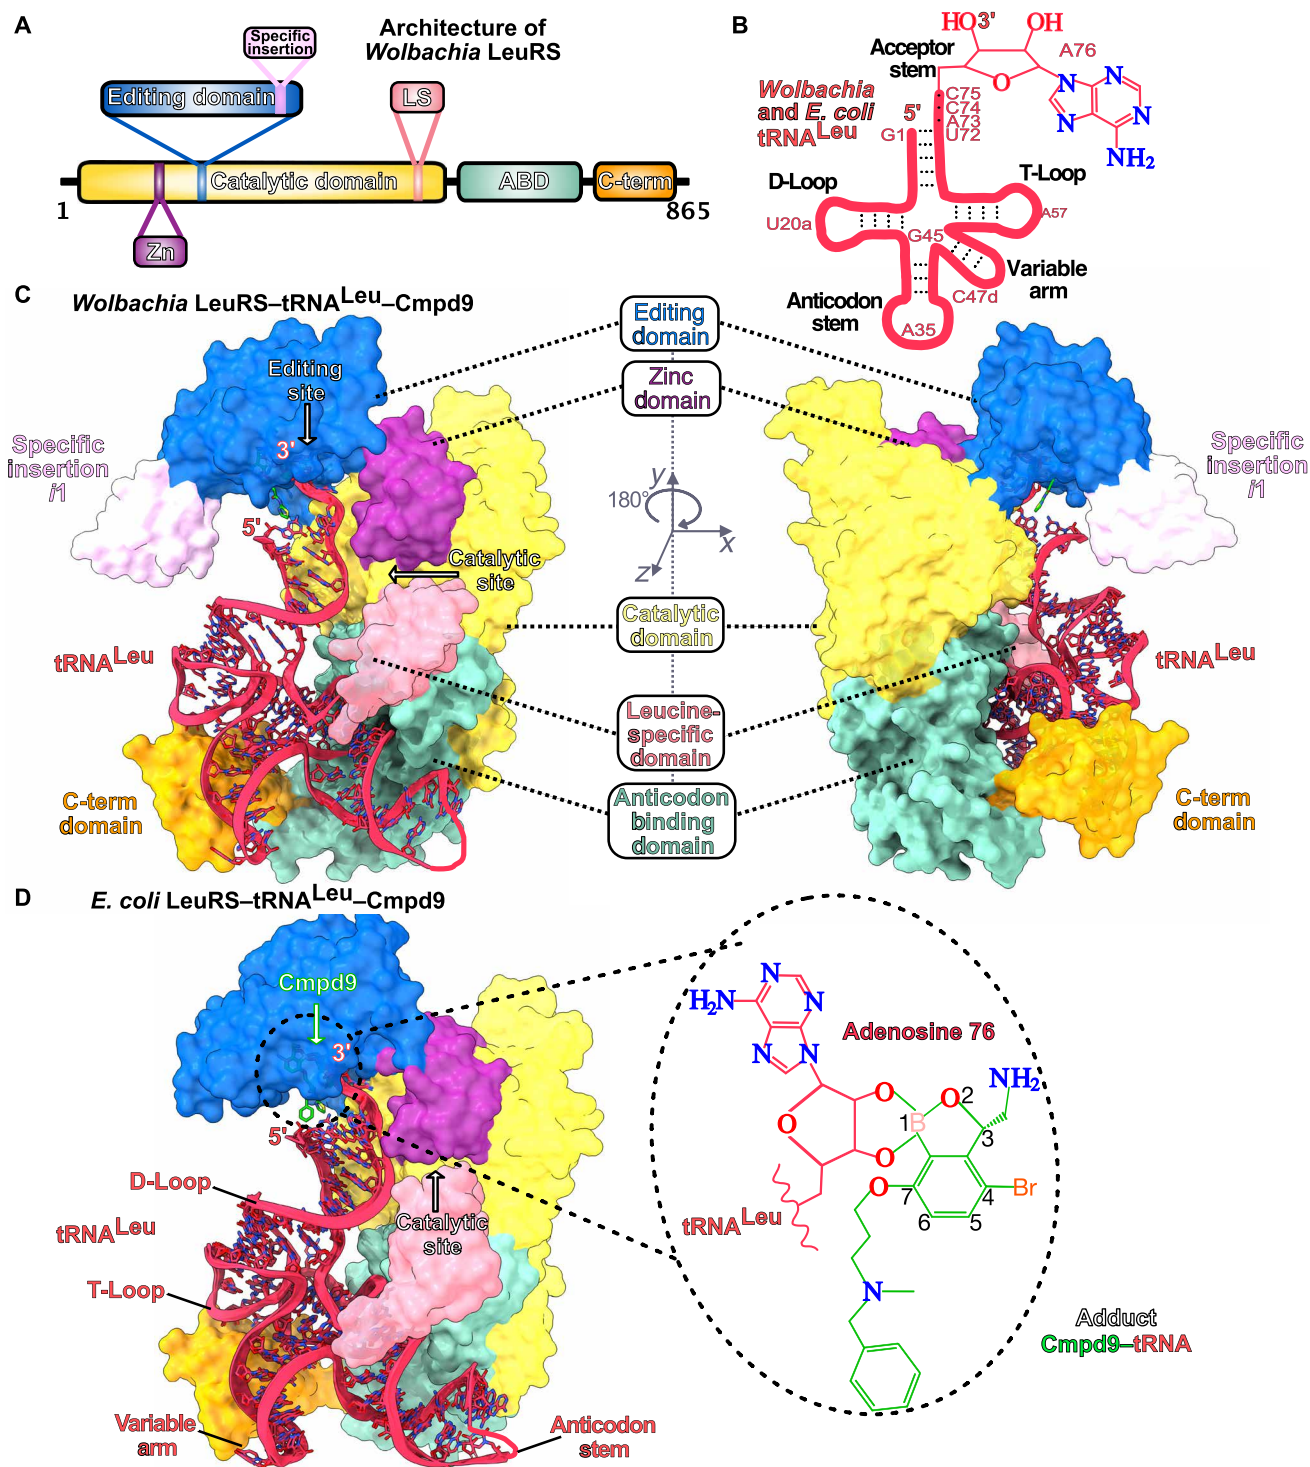 A
Specific
insertion
Architecture of
Wolbachia LeuRS
Editing domain
LS
Catalytic domain
ABD
C-term
1
865
Zn
B
HO
3'
OH
Acceptor
stem
A76
N
N
N
N
NH2
Wolbachia
and E. coli
tRNALeu
O
C75
C74
A73
U72
5'
G1
D-Loop
T-Loop
U20a
A57
G45
Variable
arm
C47d
Anticodon
stem
A35
C
Wolbachia LeuRS–tRNALeu–Cmpd9
Editing
domain
Zinc
domain
Editing
site
3'
Specific
insertion
i1
Specific
insertion
i1
5'
y
180°
x
z
Catalytic
site
Catalytic
domain
tRNALeu
tRNALeu
Leucine-
specific
domain
C-term
domain
Anticodon
binding
domain
C-term
domain
D
E. coli LeuRS–tRNALeu–Cmpd9
Cmpd9
3'
5'
D-Loop
tRNALeu
T-Loop
Catalytic
site
Variable
arm
Anticodon
stem
H2N
N
N
N
N
Adenosine 76
NH2
O
O
2
1
B
O
3
O
O
7
4
Br
6
5
tRNALeu
N
Adduct
Cmpd9–tRNA